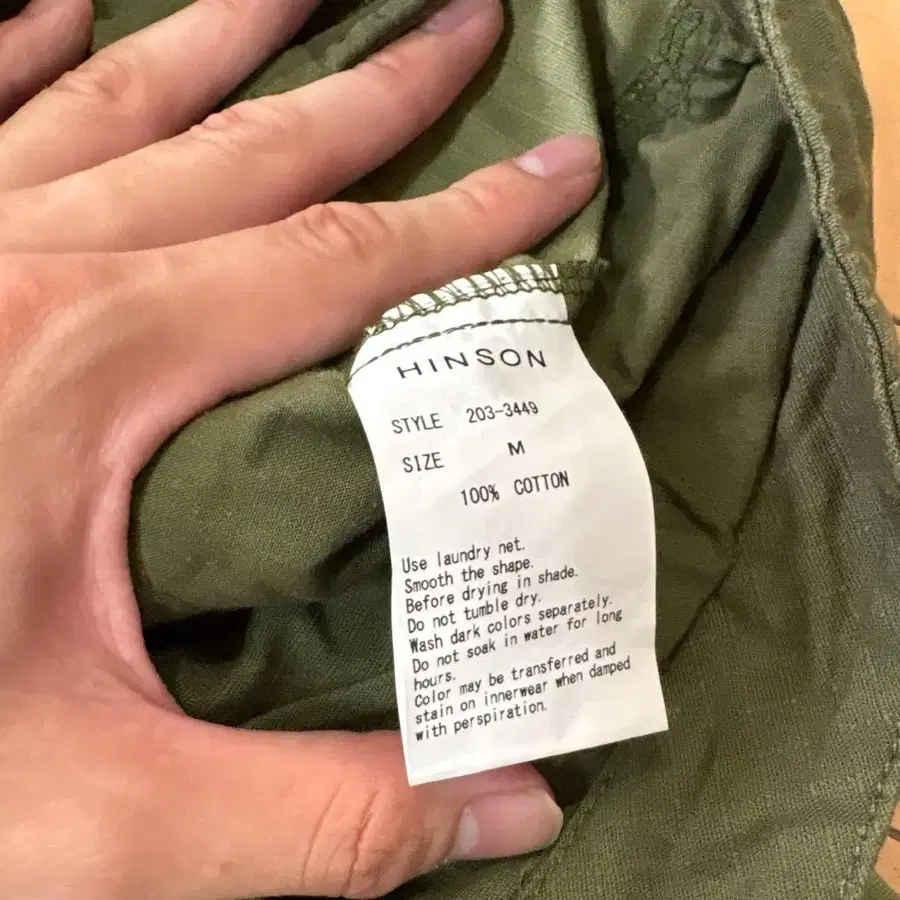 HINSON
STYLE 203-3449
SIZE M
100% COTTON
Use laundry net.
Smooth the shape.
Before drying in shade.
Do not tumble dry.
Wash dark colors separately.
Do not soak in water for long
hours.
Color may be transferred and
stain on innerwear when damped
with perspiration.